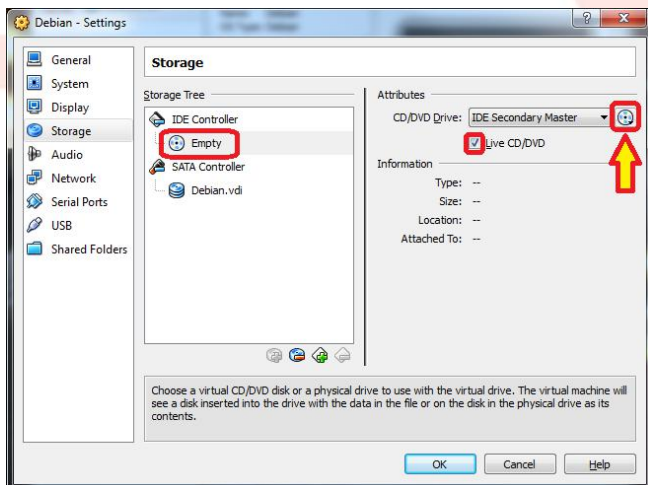 Debian - Settings
General
System
Display
Storage
Audio
Network
Serial Ports
USB
Shared Folders
Storage
Storage Tree
IDE Controller
Empty
SATA Controller
Debian.vdi
Attributes
CD/DVD Drive: IDE Secondary Master
Live CD/DVD
Information
Type: --
Size: --
Location: --
Attached To: --
Choose a virtual CD/DVD disk or a physical drive to use with the virtual drive. The virtual machine will
see a disk inserted into the drive with the data in the file or on the disk in the physical drive as its
contents.
OK Cancel Help